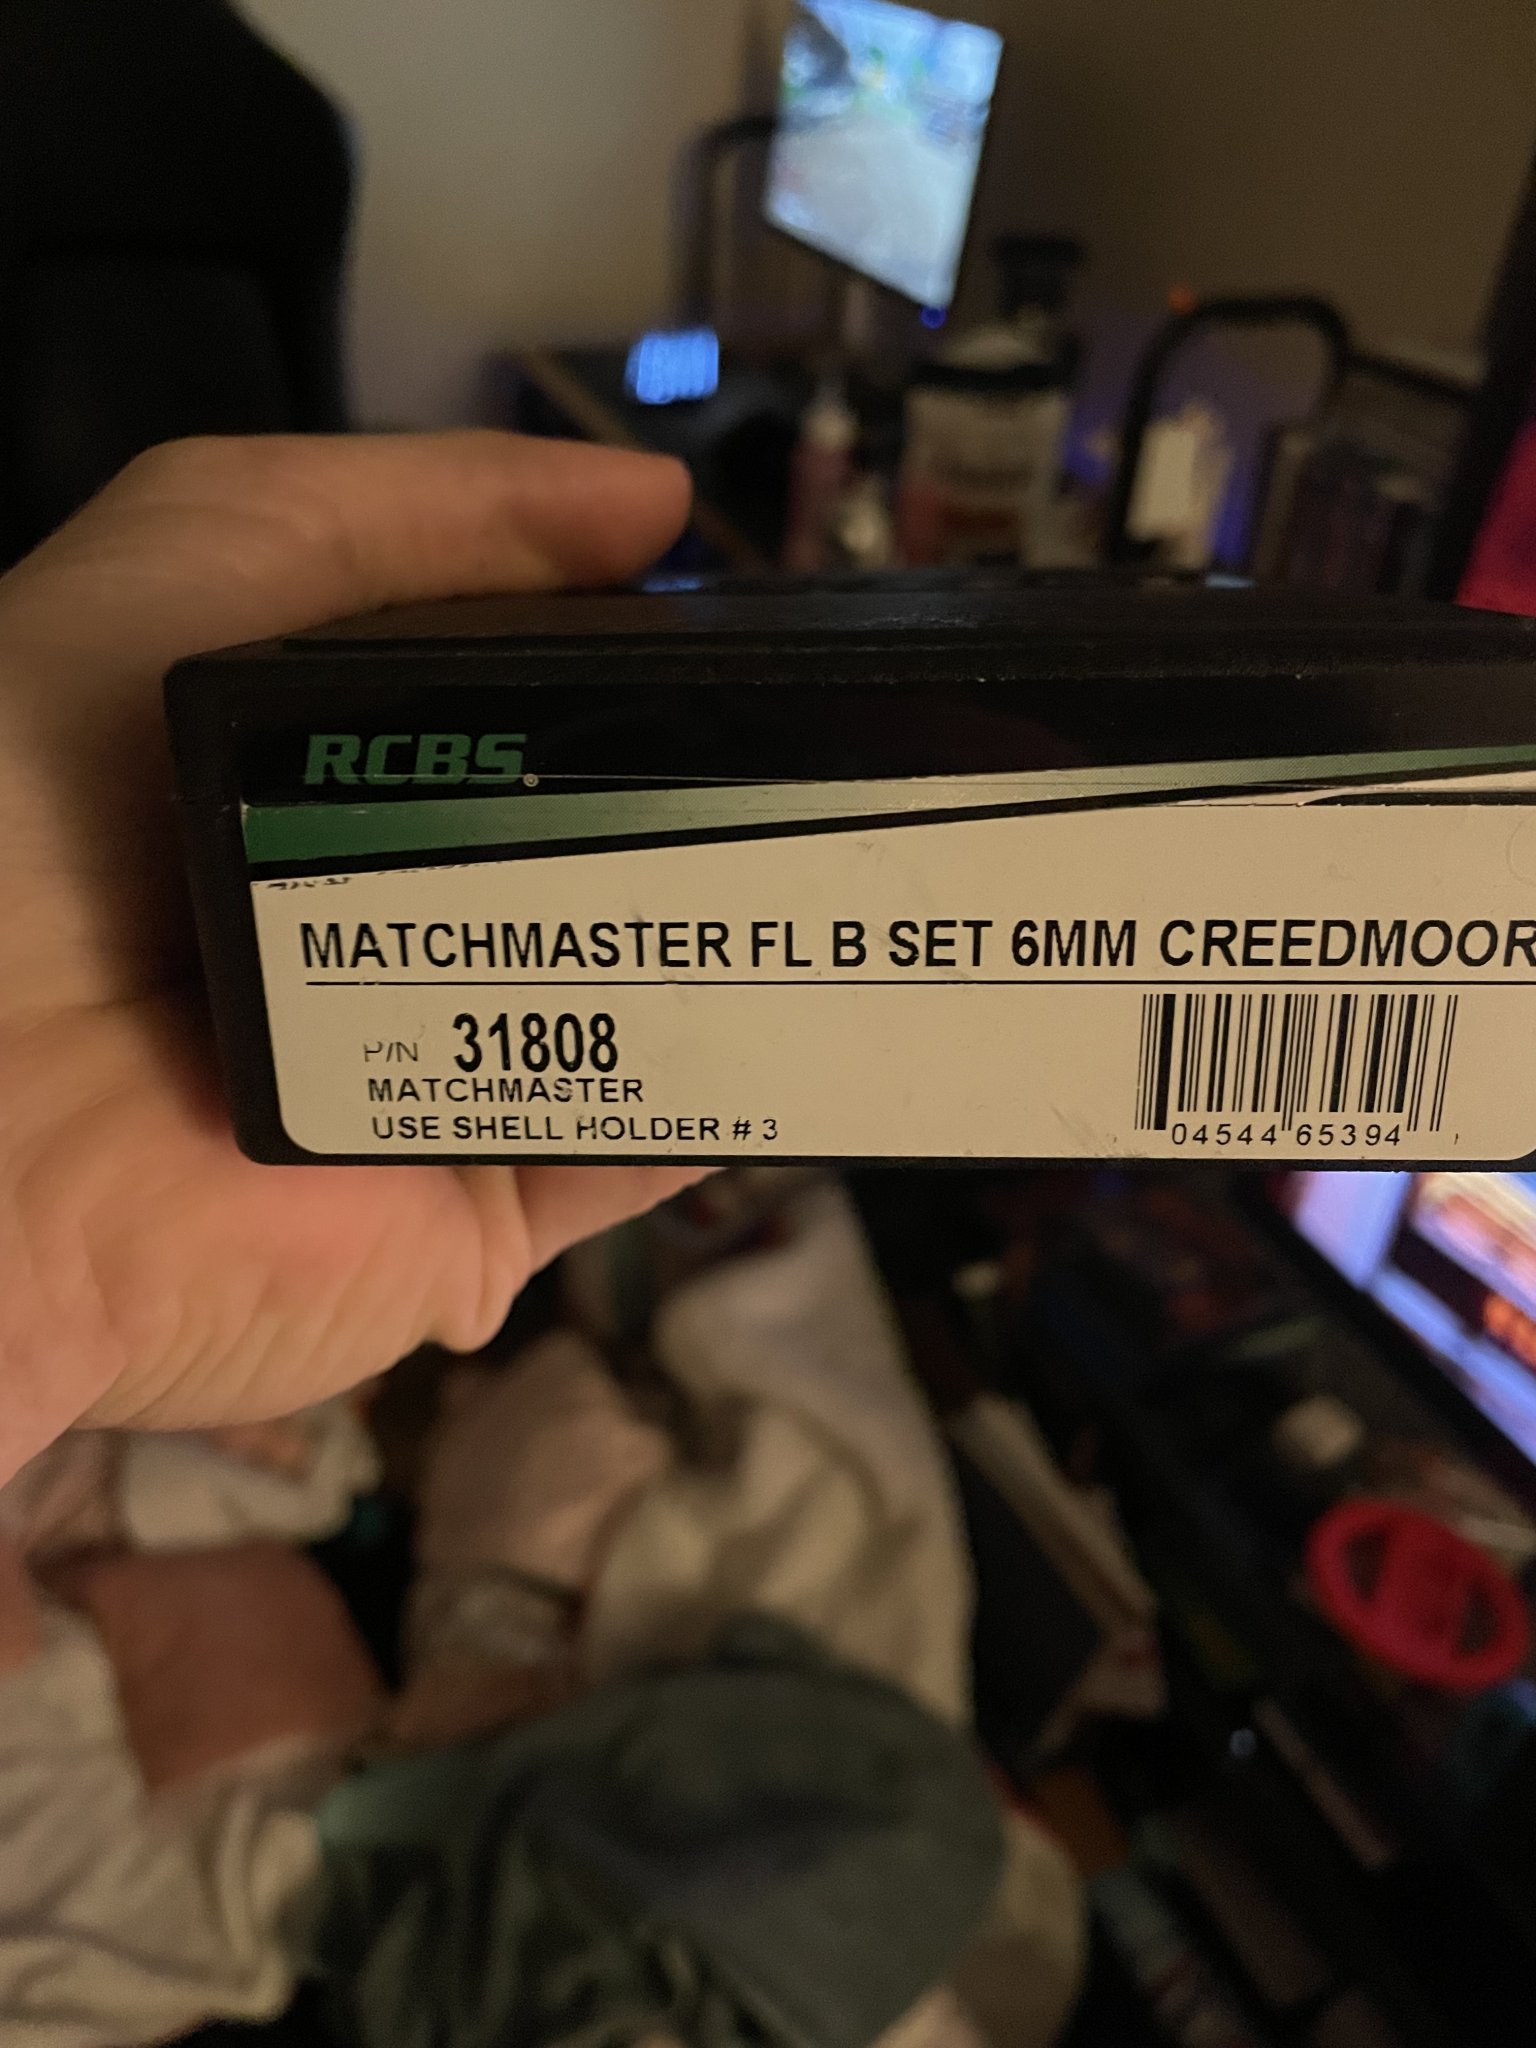 RCBS®
MATCHMASTER FL B SET 6MM CREEDMOOR
P/N 31808
MATCHMASTER
USE SHELL HOLDER # 3
04544 65394